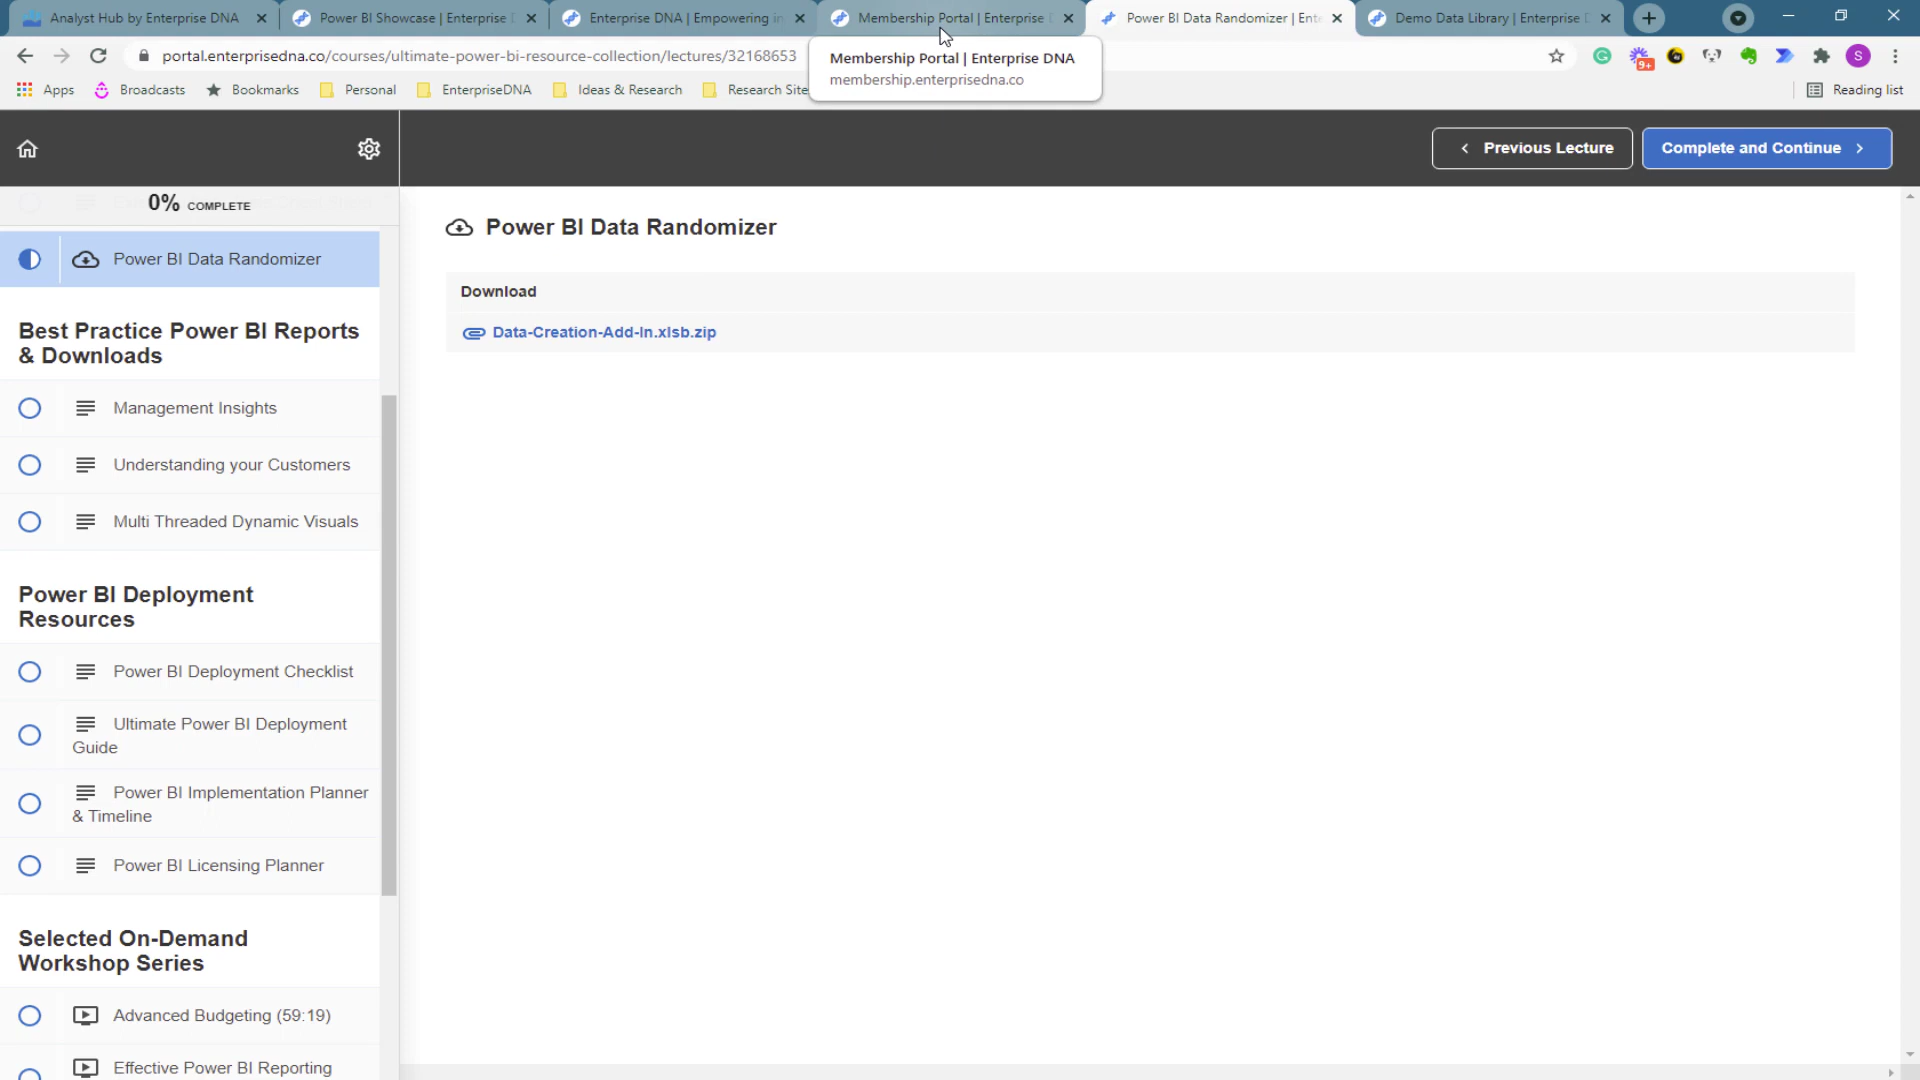 Analyst Hub by Enterprise DNA
Power BI Showcase | Enterprise
Enterprise DNA | Empowering in
Membership Portal | Enterprise
Power BI Data Randomizer | Ente
Demo Data Library | Enterprise
portal.enterprisedna.co/courses/ultimate-power-bi-resource-collection/lectures/32168653
Membership Portal | Enterprise DNA
membership.enterprisedna.co
9+
S
Apps
Broadcasts
Bookmarks
Personal
EnterpriseDNA
Ideas & Research
Research Site
Reading list
Previous Lecture
Complete and Continue
0% COMPLETE
Power BI Data Randomizer
Best Practice Power BI Reports
& Downloads
Management Insights
Understanding your Customers
Multi Threaded Dynamic Visuals
Power BI Deployment
Resources
Power BI Deployment Checklist
Ultimate Power BI Deployment
Guide
Power BI Implementation Planner
& Timeline
Power BI Licensing Planner
Selected On-Demand
Workshop Series
Advanced Budgeting (59:19)
Effective Power BI Reporting
Power BI Data Randomizer
Download
Data-Creation-Add-In.xlsb.zip